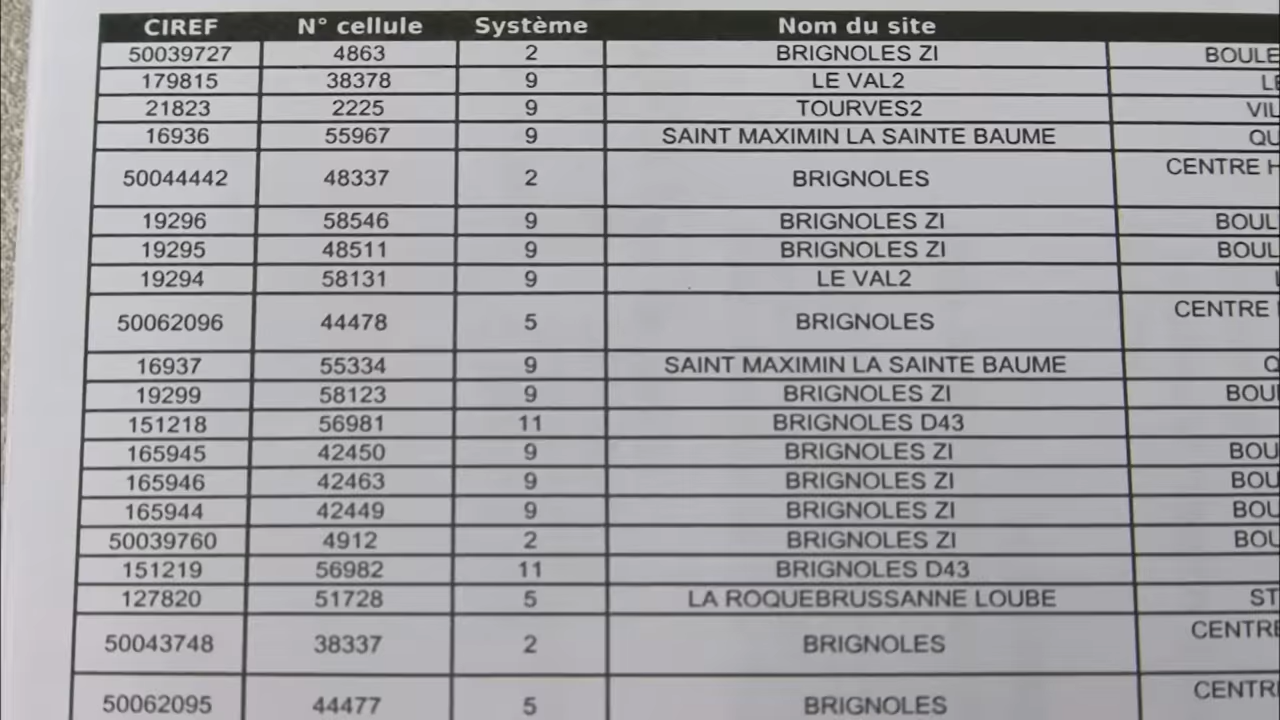 CIREF N° cellule Système Nom du site
50039727 4863 2 BRIGNOLES ZI BOULE
179815 38378 9 LE VAL2 LE
21823 2225 9 TOURVES2 VIL
16936 55967 9 SAINT MAXIMIN LA SAINTE BAUME QU
50044442 48337 2 BRIGNOLES CENTRE H
19296 58546 9 BRIGNOLES ZI BOUL
19295 48511 9 BRIGNOLES ZI BOUL
19294 58131 9 LE VAL2
50062096 44478 5 BRIGNOLES CENTRE
16937 55334 9 SAINT MAXIMIN LA SAINTE BAUME Q
19299 58123 9 BRIGNOLES ZI BOU
151218 56981 11 BRIGNOLES D43
165945 42450 9 BRIGNOLES ZI BOU
165946 42463 9 BRIGNOLES ZI BOU
165944 42449 9 BRIGNOLES ZI BOU
50039760 4912 2 BRIGNOLES ZI BOU
151219 56982 11 BRIGNOLES D43
127820 51728 5 LA ROQUEBRUSSANNE LOUBE ST
50043748 38337 2 BRIGNOLES CENTRE
50062095 44477 5 BRIGNOLES CENTR